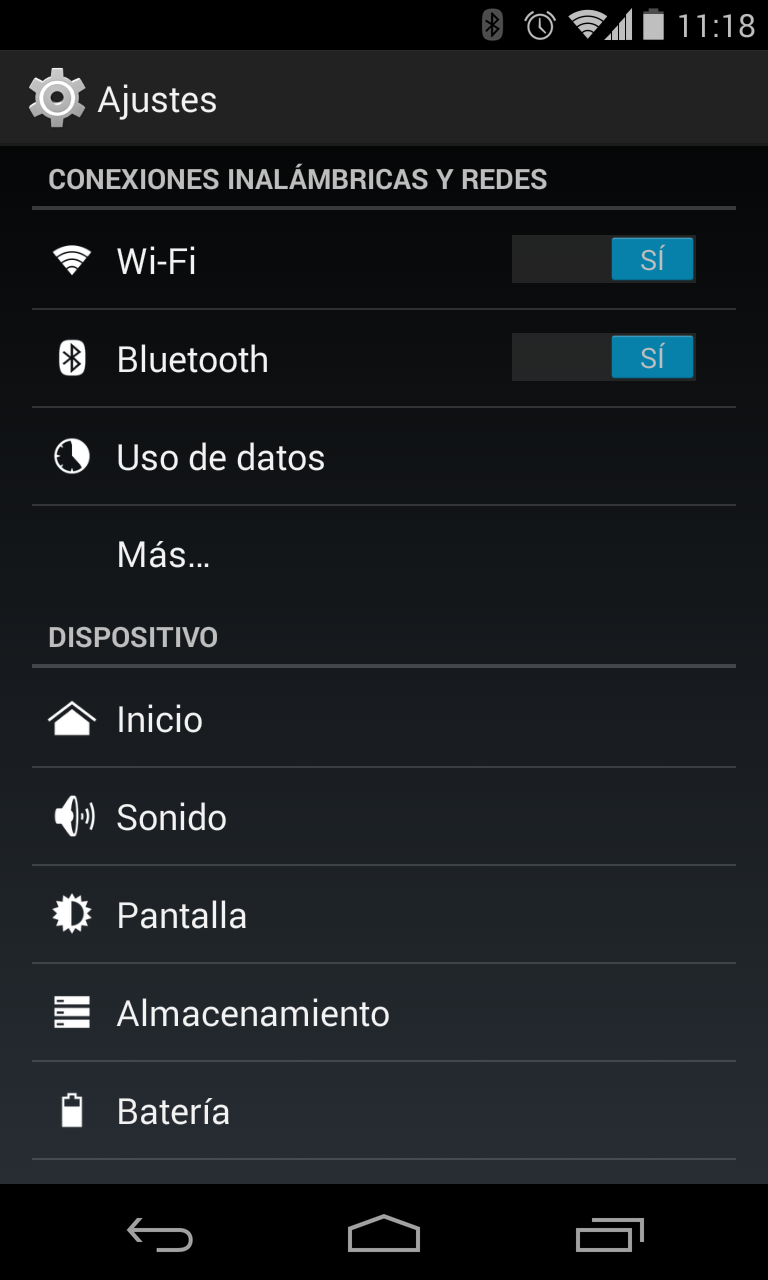 11:18
Ajustes
CONEXIONES INALÁMBRICAS Y REDES
Wi-Fi SÍ
Bluetooth SÍ
Uso de datos
Más...
DISPOSITIVO
Inicio
Sonido
Pantalla
Almacenamiento
Batería